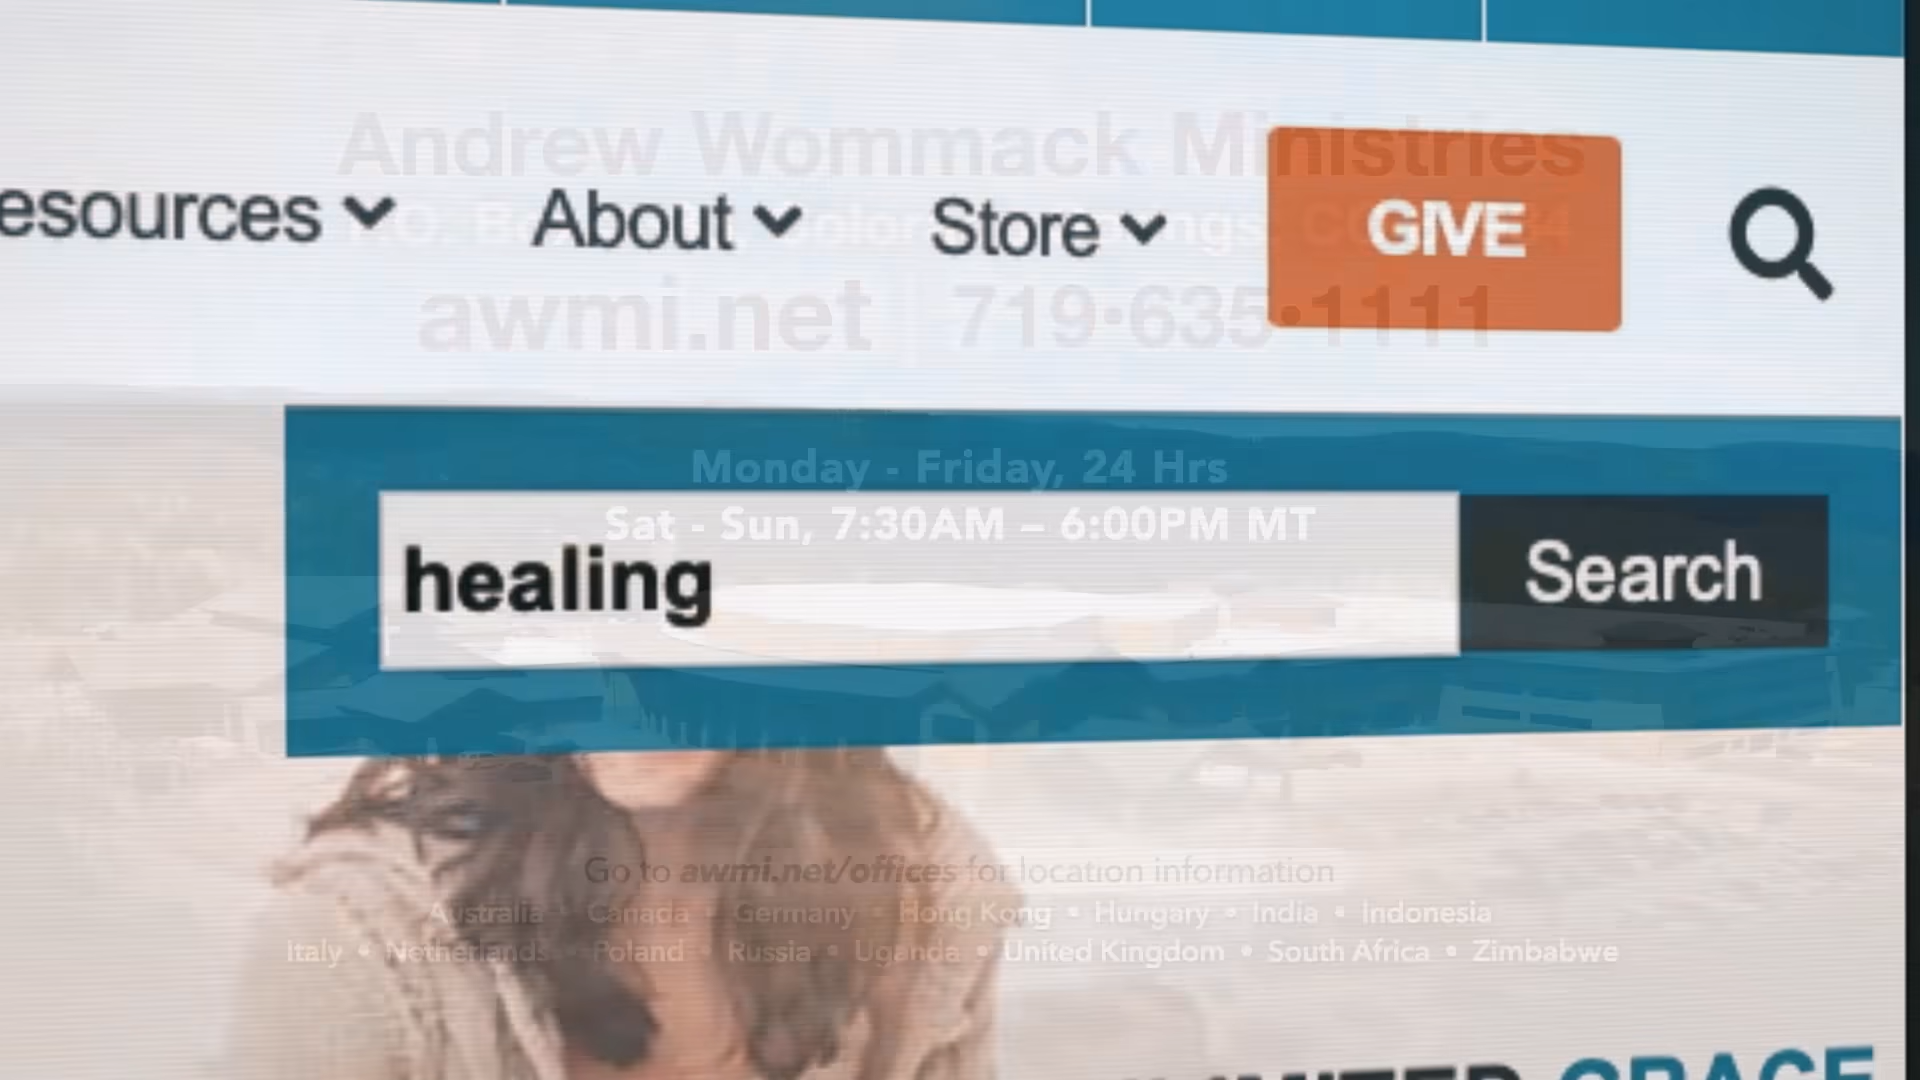 Andrew Wommack Ministries
esources About Store GIVE
awmi.net 719•635•1111
Monday - Friday, 24 Hrs
Sat - Sun, 7:30AM – 6:00PM MT
healing
Search
Go to awmi.net/offices for location information
Australia • Canada • Germany • Hong Kong • Hungary • India • Indonesia
Italy • Netherlands • Poland • Russia • Uganda • United Kingdom • South Africa • Zimbabwe
GRACE